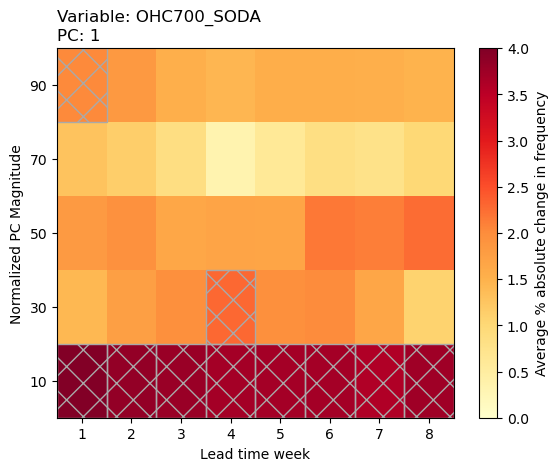 Variable: OHC700_SODA
PC: 1
Normalized PC Magnitude
90
70
50
30
10
1 2 3 4 5 6 7 8
Lead time week
4.0
3.5
3.0
2.5
2.0
1.5
1.0
0.5
0.0
Average % absolute change in frequency